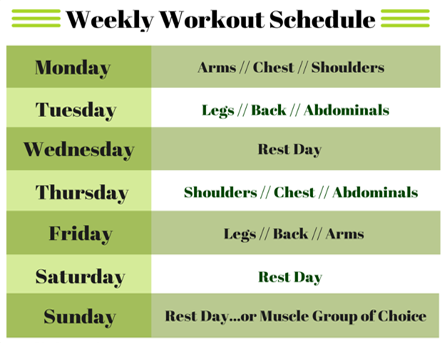 Weekly Workout Schedule
Monday Arms // Chest // Shoulders
Tuesday Legs // Back // Abdominals
Wednesday Rest Day
Thursday Shoulders // Chest // Abdominals
Friday Legs // Back // Arms
Saturday Rest Day
Sunday Rest Day...or Muscle Group of Choice